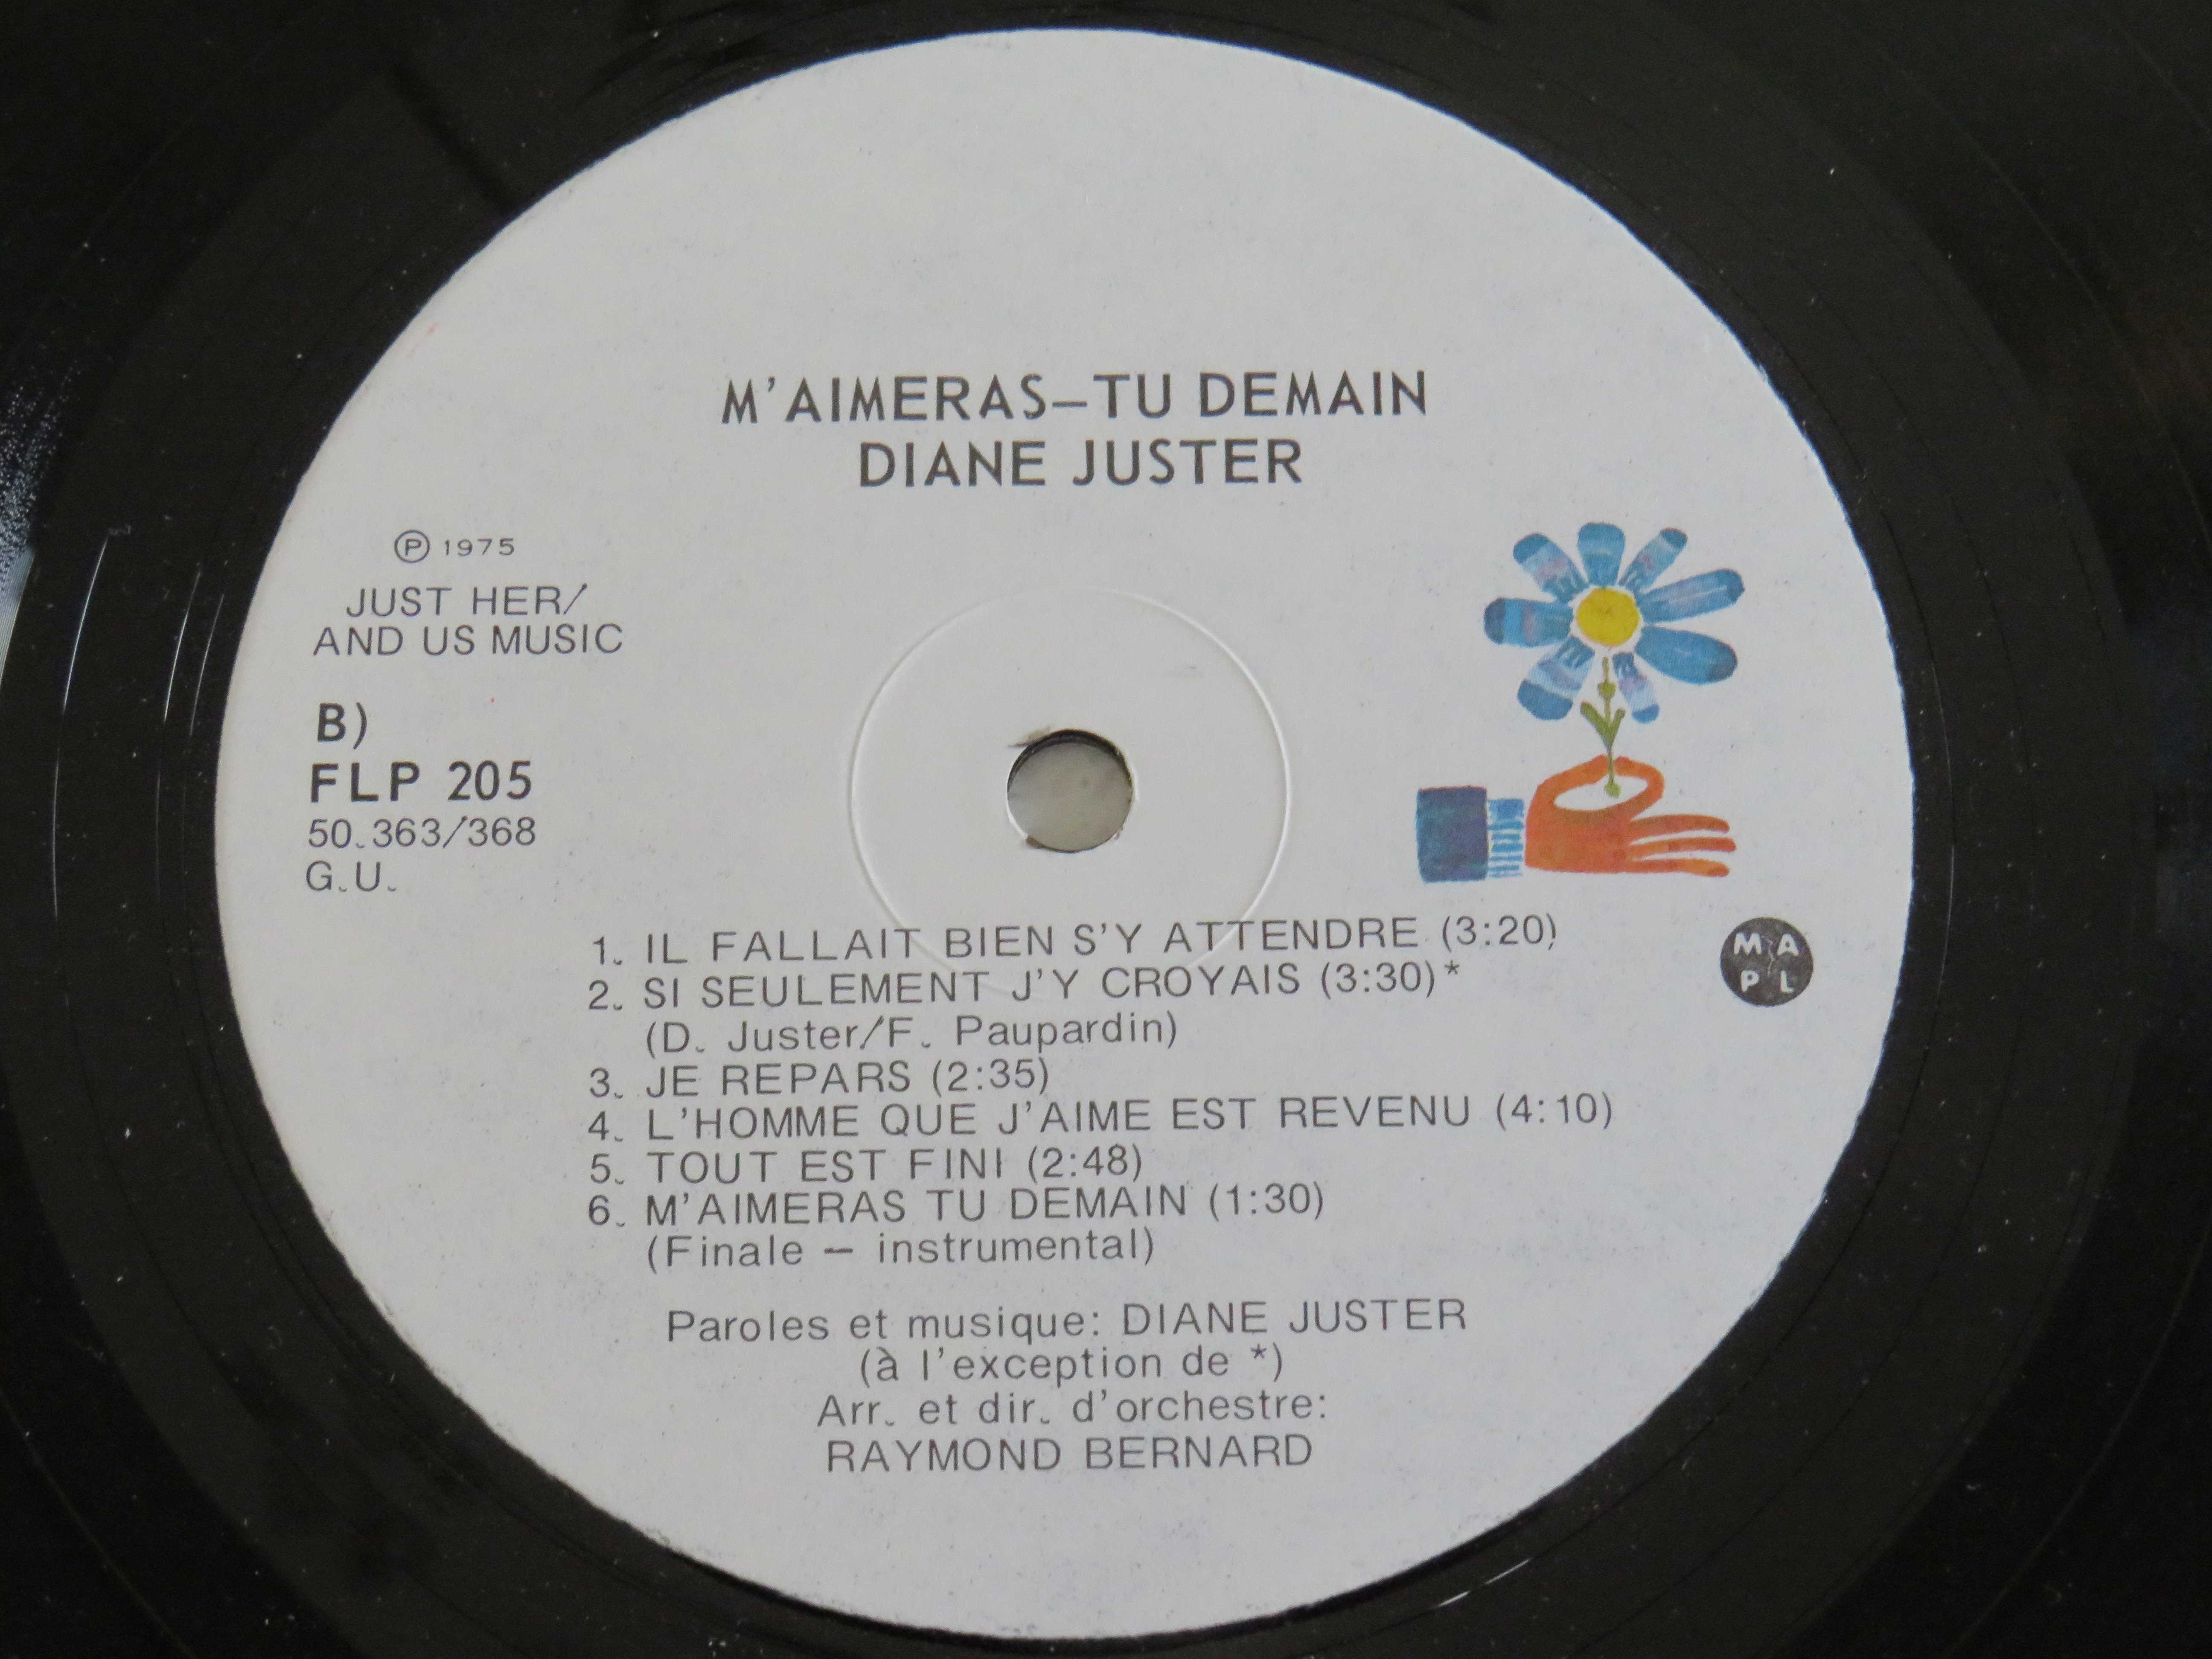 M'AIMERAS–TU DEMAIN
DIANE JUSTER
Ⓟ 1975
JUST HER/
AND US MUSIC
B)
FLP 205
50.363/368
G.U.
M A
P L
1. IL FALLAIT BIEN S'Y ATTENDRE (3:20)
2. SI SEULEMENT J'Y CROYAIS (3:30)*
(D. Juster/F. Paupardin)
3. JE REPARS (2:35)
4. L'HOMME QUE J'AIME EST REVENU (4:10)
5. TOUT EST FINI (2:48)
6. M'AIMERAS TU DEMAIN (1:30)
(Finale – instrumental)
Paroles et musique: DIANE JUSTER
(à l'exception de *)
Arr. et dir. d'orchestre:
RAYMOND BERNARD